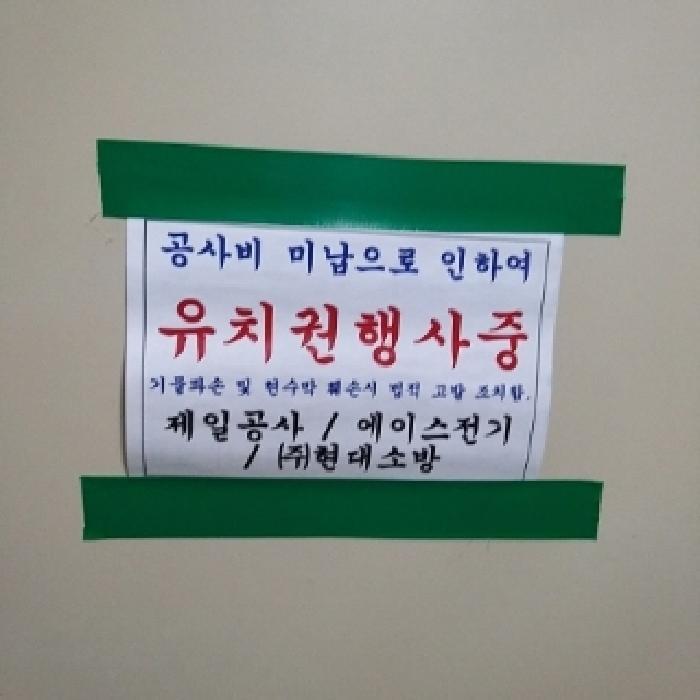 공사비 미납으로 인하여
유치권행사중
기물파손 및 현수막 훼손시 법적 고발 조치함.
제일공사 / 에이스전기
/ (주)현대소방